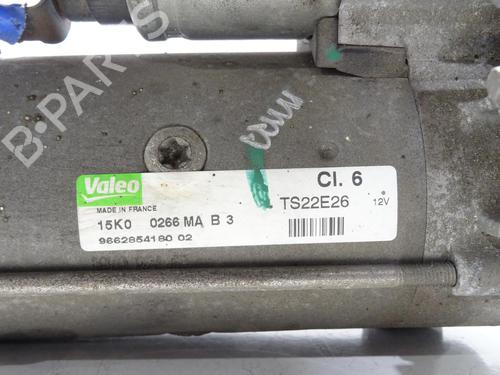 B-PARTS
Valeo
Cl. 6
MADE IN FRANCE
TS22E26
12V
15K0 0266 MA B 3
9662854180 02